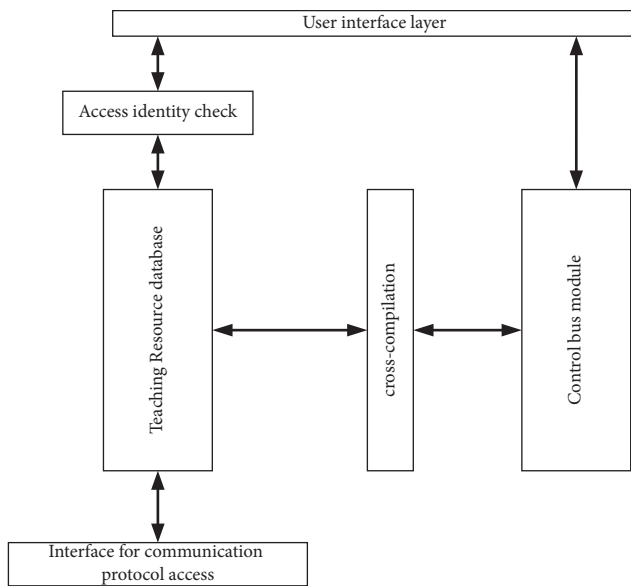 User interface layer
Access identity check
Teaching Resource database
cross-compilation
Control bus module
Interface for communication
protocol access